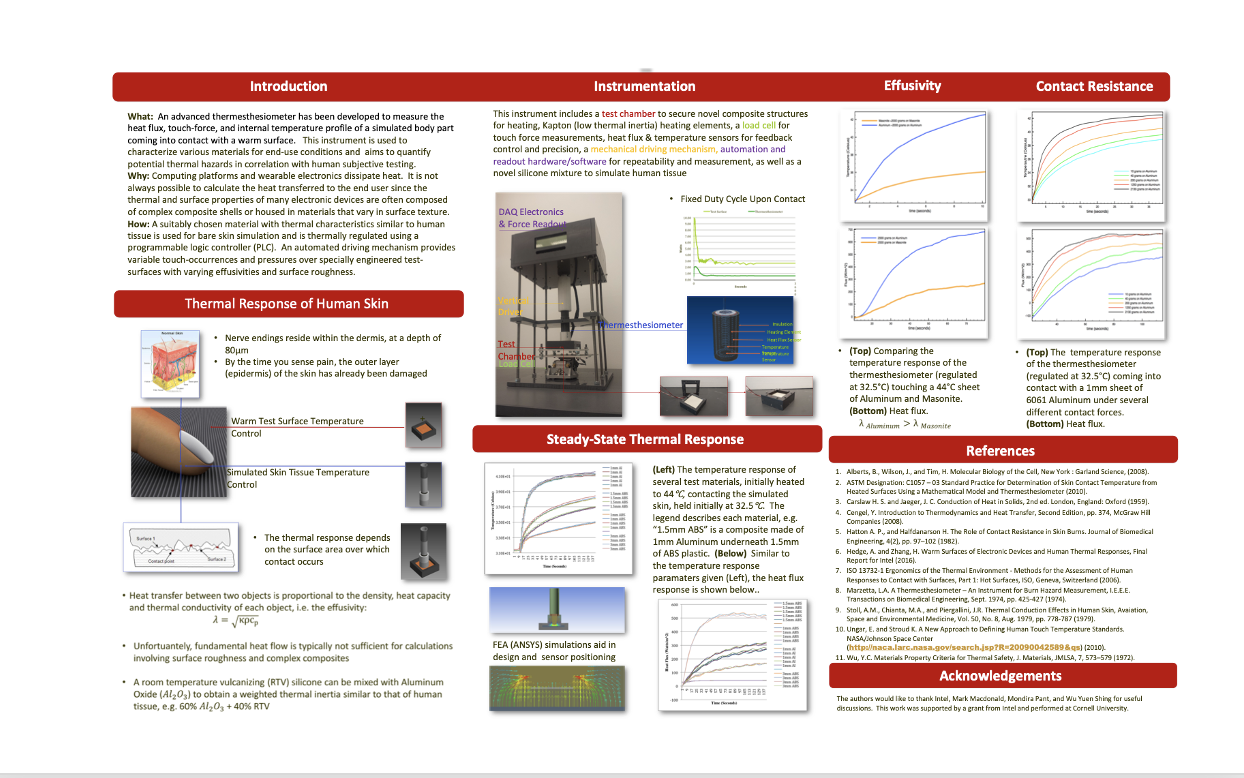 Introduction
What: An advanced thermesthesiometer has been developed to measure the
heat flux, touch-force, and internal temperature profile of a simulated body part
coming into contact with a warm surface. This instrument is used to
characterize various materials for end-use conditions and aims to quantify
potential thermal hazards in correlation with human subjective testing.
Why: Computing platforms and wearable electronics dissipate heat. It is not
always possible to calculate the heat transferred to the end user since the
thermal and surface properties of many electronic devices are often composed
of complex composite shells or housed in materials that vary in surface texture.
How: A suitably chosen material with thermal characteristics similar to human
tissue is used for bare skin simulation and is thermally regulated using a
programmable logic controller (PLC). An automated driving mechanism provides
variable touch occurrences and pressures over specially engineered test-
surfaces with varying effusivities and surface roughness.
Thermal Response of Human Skin
• Nerve endings reside within the dermis, at a depth of
80µm
• By the time you sense pain, the outer layer
(epidermis) of the skin has already been damaged
Warm Test Surface Temperature
Control
Simulated Skin Tissue Temperature
Control
Surface 1
Surface 2
Contact point
• The thermal response depends
on the surface area over which
contact occurs
• Heat transfer between two objects is proportional to the density, heat capacity
and thermal conductivity of each object, i.e. the effusivity:
λ = √κρcₚ
• Unfortuantely, fundamental heat flow is typically not sufficient for calculations
involving surface roughness and complex composites
• A room temperature vulcanizing (RTV) silicone can be mixed with Aluminum
Oxide (Al₂O₃) to obtain a weighted thermal inertia similar to that of human
tissue, e.g. 60% Al₂O₃ + 40% RTV
Instrumentation
This instrument includes a test chamber to secure novel composite structures
for heating, Kapton (low thermal inertia) heating elements, a load cell for
touch force measurements, heat flux & temperature sensors for feedback
control and precision, a mechanical driving mechanism, automation and
readout hardware/software for repeatability and measurement, as well as a
novel silicone mixture to simulate human tissue
DAQ Electronics
& Force Readout
Thermesthesiometer
Test
Chamber
Load Cell
• Fixed Duty Cycle Upon Contact
Seconds
Insulation
Heating Element
Heat Flux Sensor
Temperature
Sensor
Steady-State Thermal Response
Time (Seconds)
(Left) The temperature response of
several test materials, initially heated
to 44 ℃, contacting the simulated
skin, held initially at 32.5 ℃. The
legend describes each material, e.g.
"1.5mm ABS" is a composite made of
1mm Aluminum underneath 1.5mm
of ABS plastic. (Below) Similar to
the temperature response
paramaters given (Left), the heat flux
response is shown below..
FEA (ANSYS) simulations aid in
design and sensor positioning
Time (Seconds)
Effusivity
time (seconds)
time (seconds)
• (Top) Comparing the
temperature response of the
thermesthesiometer (regulated
at 32.5°C) touching a 44°C sheet
of Aluminum and Masonite.
(Bottom) Heat flux.
λ Aluminum > λ Masonite
Contact Resistance
time (seconds)
time (seconds)
• (Top) The temperature response
of the thermesthesiometer
(regulated at 32.5°C) coming into
contact with a 1mm sheet of
6061 Aluminum under several
different contact forces.
(Bottom) Heat flux.
References
1. Alberts, B., Wilson, J., and Tim, H. Molecular Biology of the Cell, New York : Garland Science, (2008).
2. ASTM Designation: C1057 – 03 Standard Practice for Determination of Skin Contact Temperature from
Heated Surfaces Using a Mathematical Model and Thermesthesiometer (2010).
3. Carslaw H. S. and Jaeger, J. C. Conduction of Heat in Solids, 2nd ed. London, England: Oxford (1959).
4. Cengel, Y. Introduction to Thermodynamics and Heat Transfer, Second Edition, pp. 374, McGraw Hill
Companies (2008).
5. Hatton A. P., and Halfdanarson H. The Role of Contact Resistance in Skin Burns. Journal of Biomedical
Engineering, 4(2), pp. 97–102 (1982).
6. Hedge, A. and Zhang, H. Warm Surfaces of Electronic Devices and Human Thermal Responses, Final
Report for Intel (2016).
7. ISO 13732-1 Ergonomics of the Thermal Environment - Methods for the Assessment of Human
Responses to Contact with Surfaces, Part 1: Hot Surfaces, ISO, Geneva, Switzerland (2006).
8. Marzetta, L.A. A Thermesthesiometer – An Instrument for Burn Hazard Measurement, I.E.E.E.
Transactions on Biomedical Engineering, Sept. 1974, pp. 425-427 (1974).
9. Stoll, A.M., Chianta, M.A., and Piergallini, J.R. Thermal Conduction Effects in Human Skin, Avaiation,
Space and Environmental Medicine, Vol. 50, No. 8, Aug. 1979, pp. 778-787 (1979).
10. Ungar, E. and Stroud K. A New Approach to Defining Human Touch Temperature Standards.
NASA/Johnson Space Center
(http://naca.larc.nasa.gov/search.jsp?R=20090042589&qs) (2010).
11. Wu, Y.C. Materials Property Criteria for Thermal Safety, J. Materials, JMLSA, 7, 573–579 (1972).
Acknowledgements
The authors would like to thank Intel, Mark Macdonald, Mondira Pant, and Wu Yuen Shing for useful
discussions. This work was supported by a grant from Intel and performed at Cornell University.